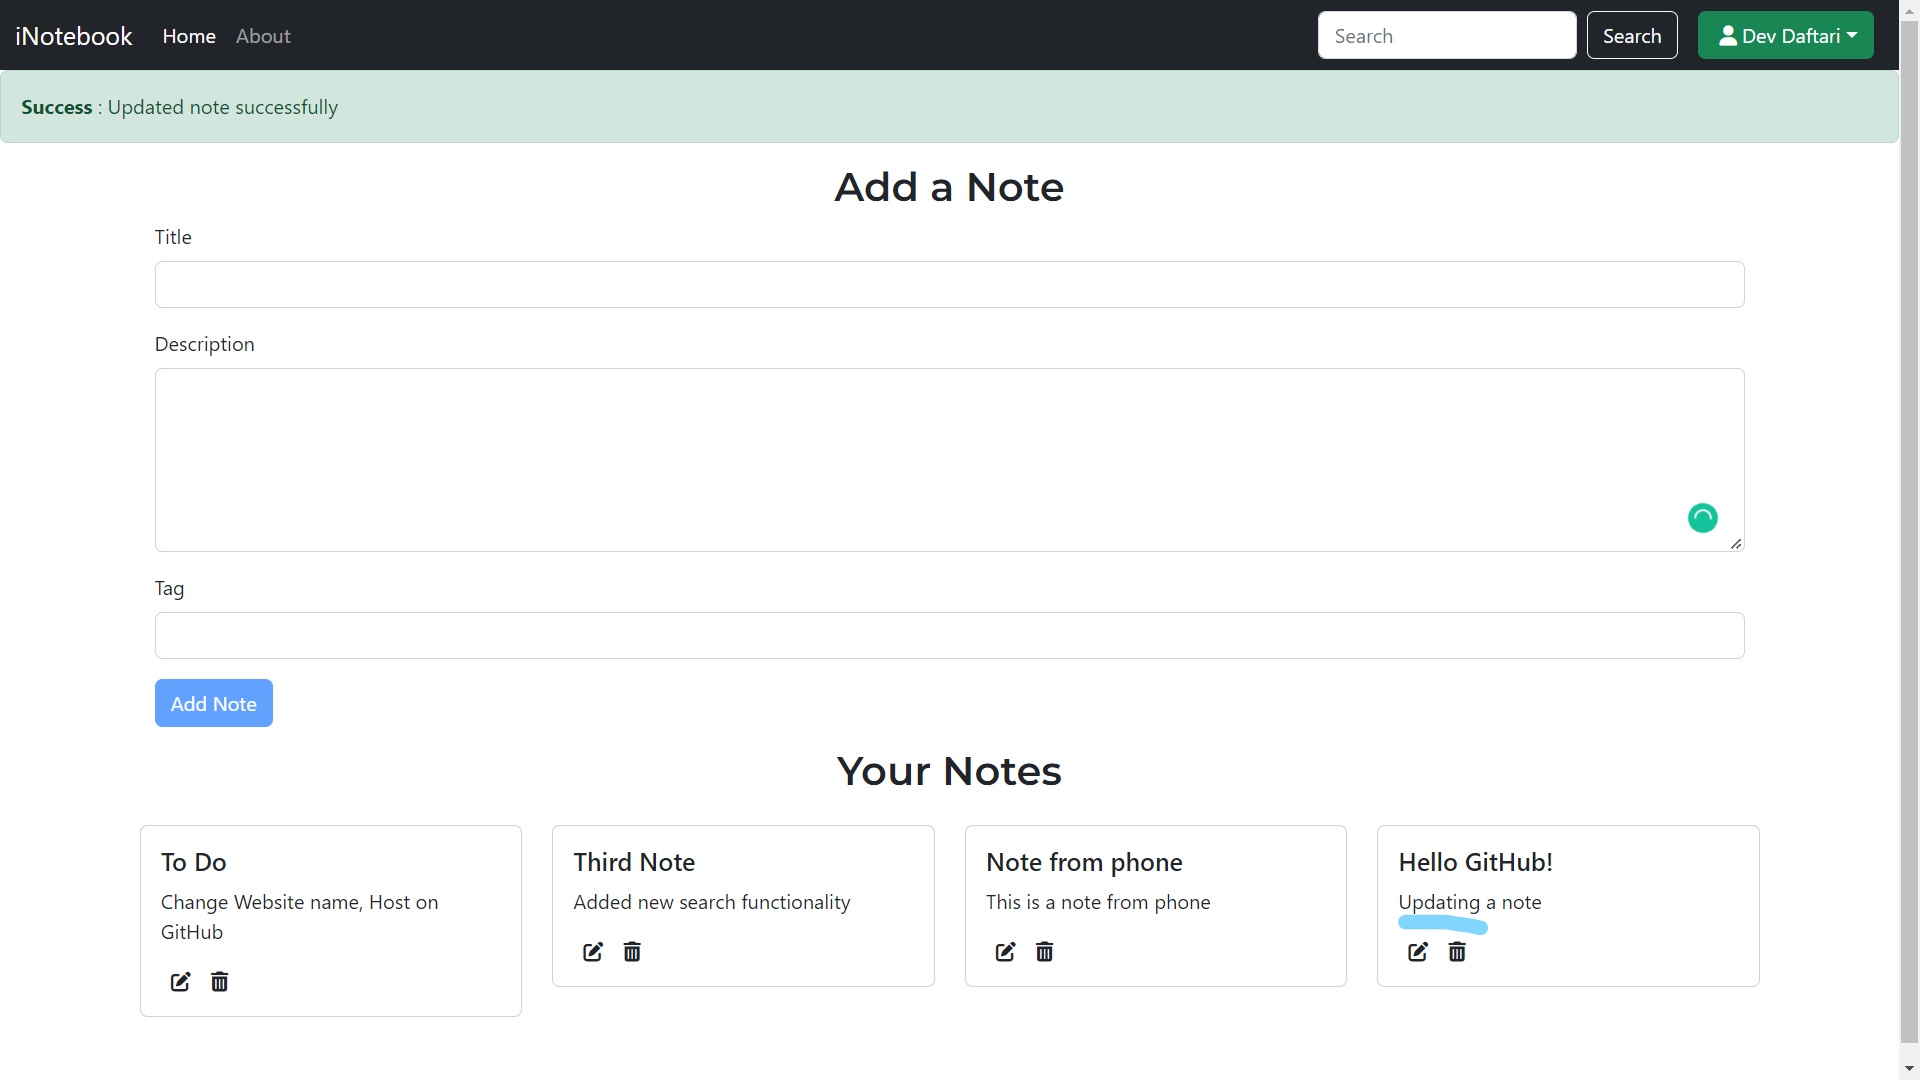 iNotebook Home About Search Search Dev Daftari
Success : Updated note successfully
Add a Note
Title
Description
Tag
Add Note
Your Notes
To Do
Change Website name, Host on
GitHub
Third Note
Added new search functionality
Note from phone
This is a note from phone
Hello GitHub!
Updating a note